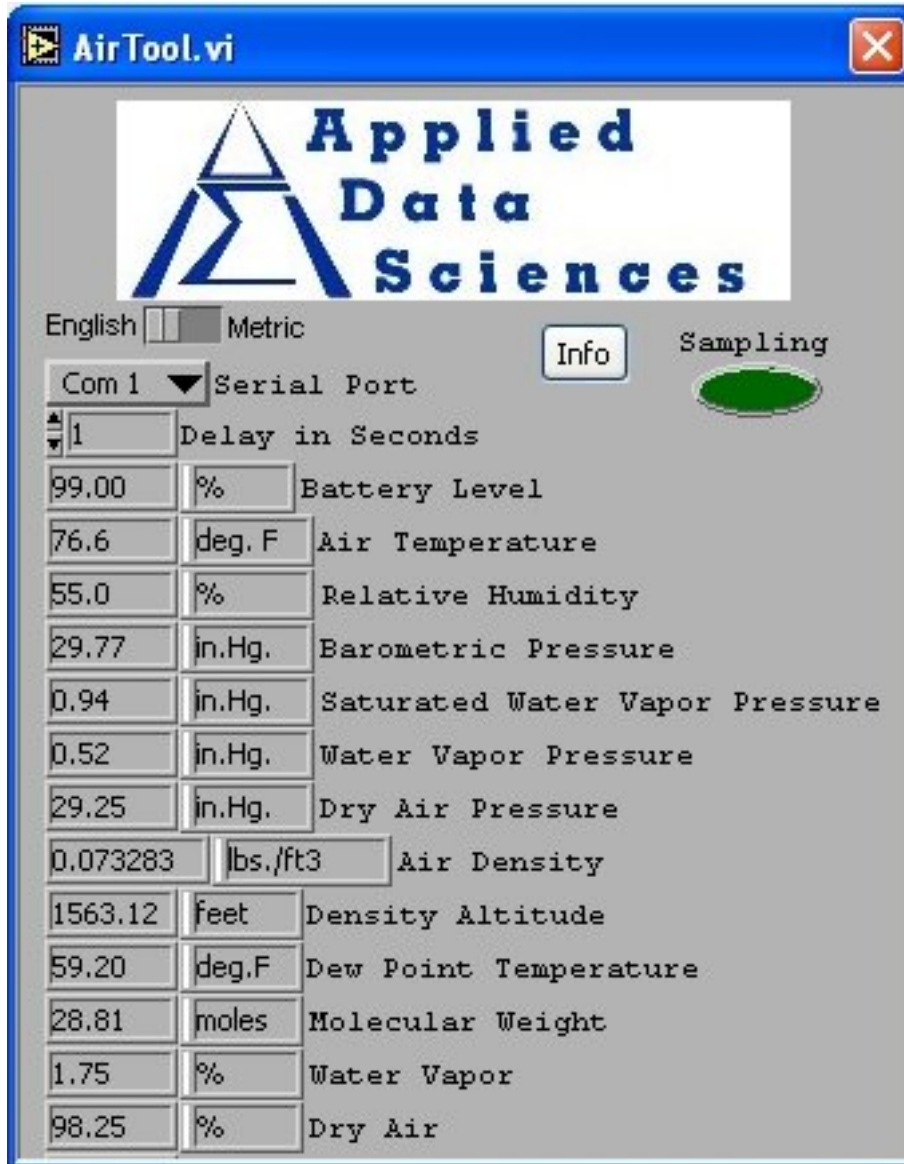 AirTool.vi
Applied
Data
Sciences
English Metric
Info
Sampling
Com 1 Serial Port
1 Delay in Seconds
99.00 % Battery Level
76.6 deg. F Air Temperature
55.0 % Relative Humidity
29.77 in.Hg. Barometric Pressure
0.94 in.Hg. Saturated Water Vapor Pressure
0.52 in.Hg. Water Vapor Pressure
29.25 in.Hg. Dry Air Pressure
0.073283 lbs./ft3 Air Density
1563.12 feet Density Altitude
59.20 deg.F Dew Point Temperature
28.81 moles Molecular Weight
1.75 % Water Vapor
98.25 % Dry Air